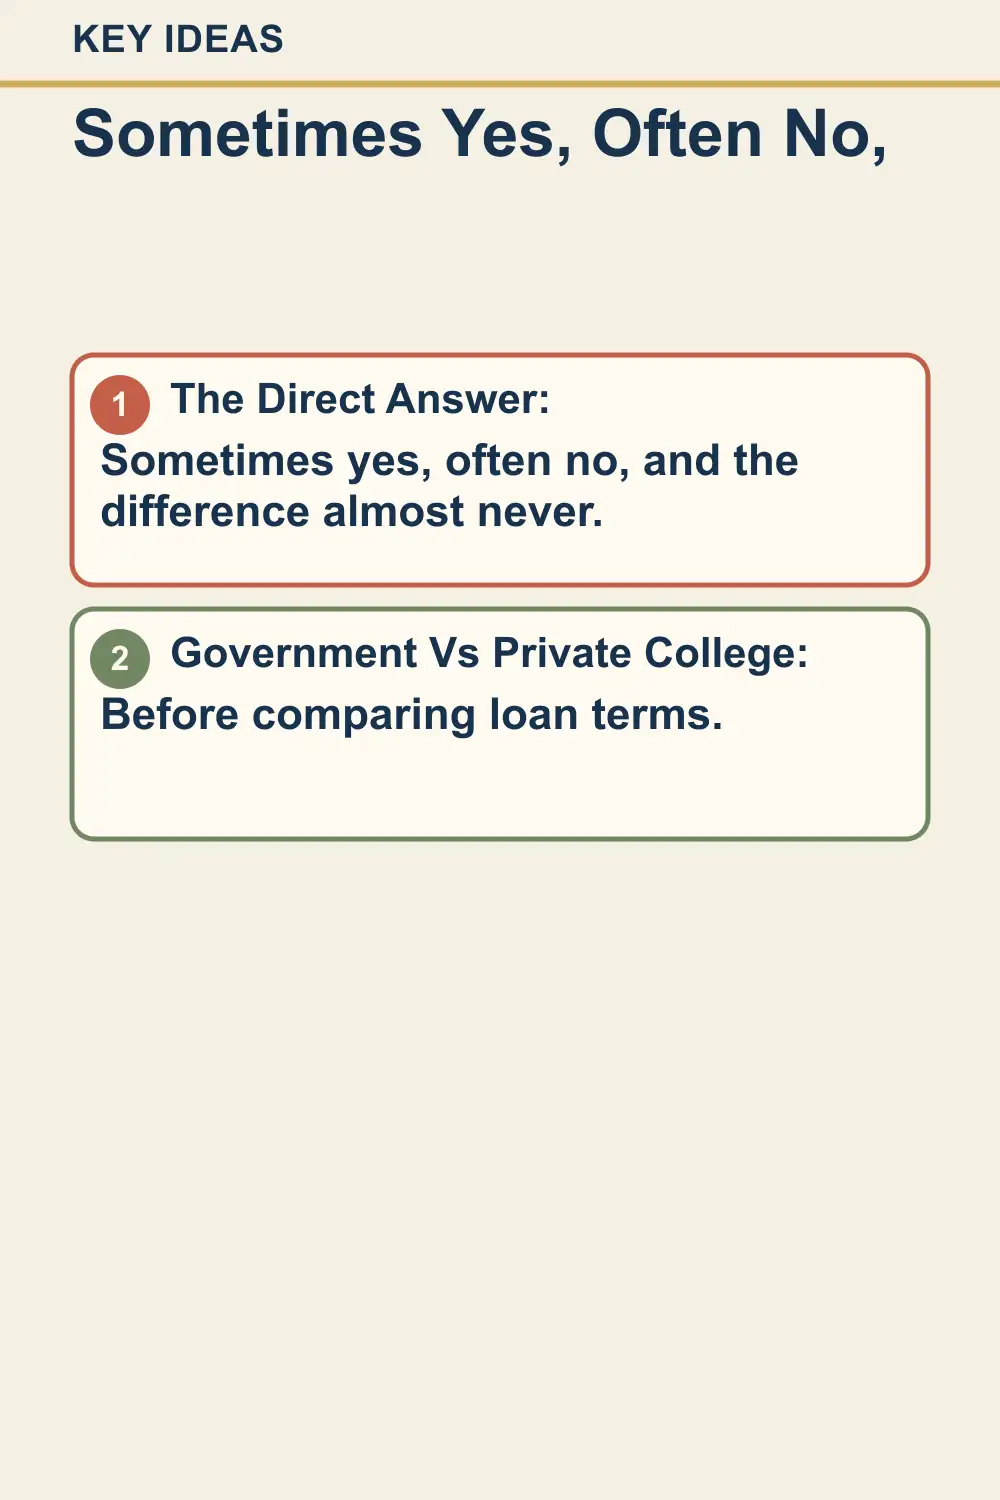 KEY IDEAS
Sometimes Yes, Often No,
1 The Direct Answer:
Sometimes yes, often no, and the
difference almost never.
2 Government Vs Private College:
Before comparing loan terms.